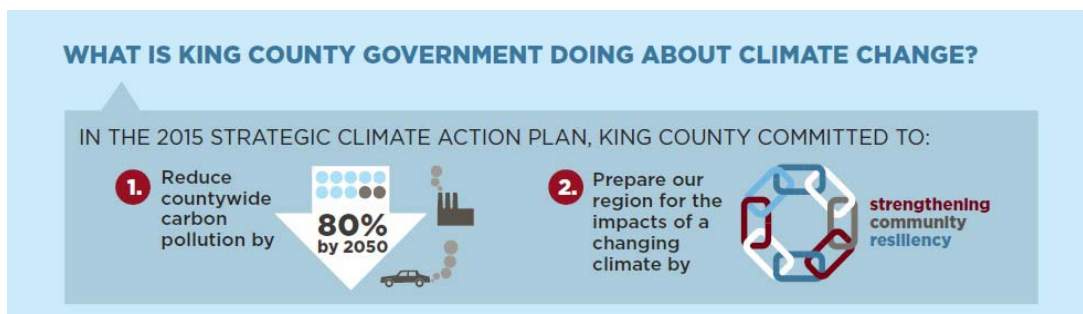 WHAT IS KING COUNTY GOVERNMENT DOING ABOUT CLIMATE CHANGE?
IN THE 2015 STRATEGIC CLIMATE ACTION PLAN, KING COUNTY COMMITTED TO:
1.
Reduce
countywide
carbon
pollution by
80%
by 2050
2.
Prepare our
region for the
impacts of a
changing
climate by
strengthening
community
resiliency